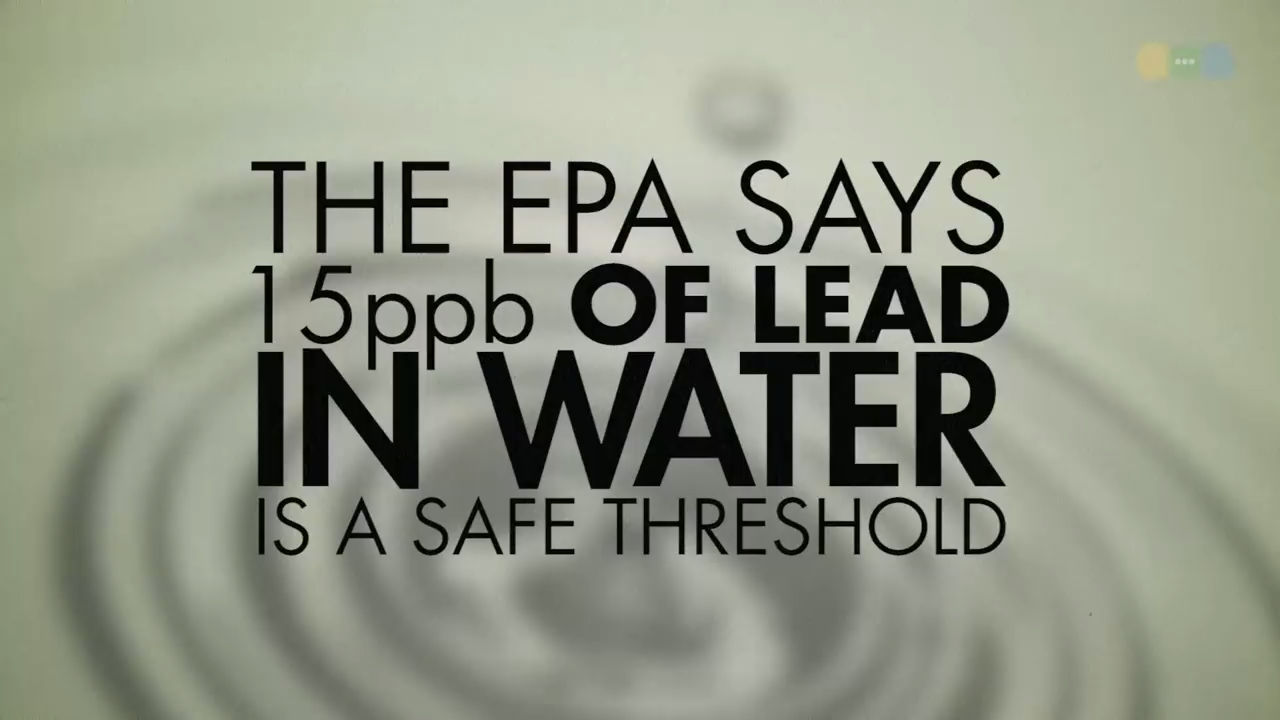 THE EPA SAYS
15ppb OF LEAD
IN WATER
IS A SAFE THRESHOLD